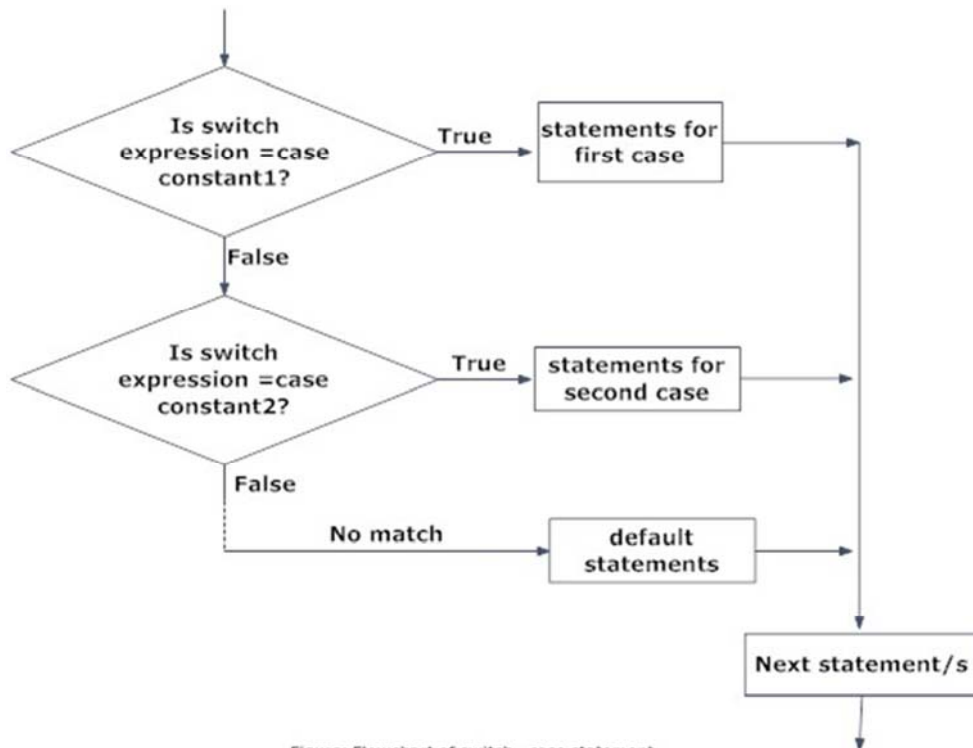 Is switch
expression =case
constant1?
True
statements for
first case
False
Is switch
expression =case
constant2?
True
statements for
second case
False
No match
default
statements
Next statement/s